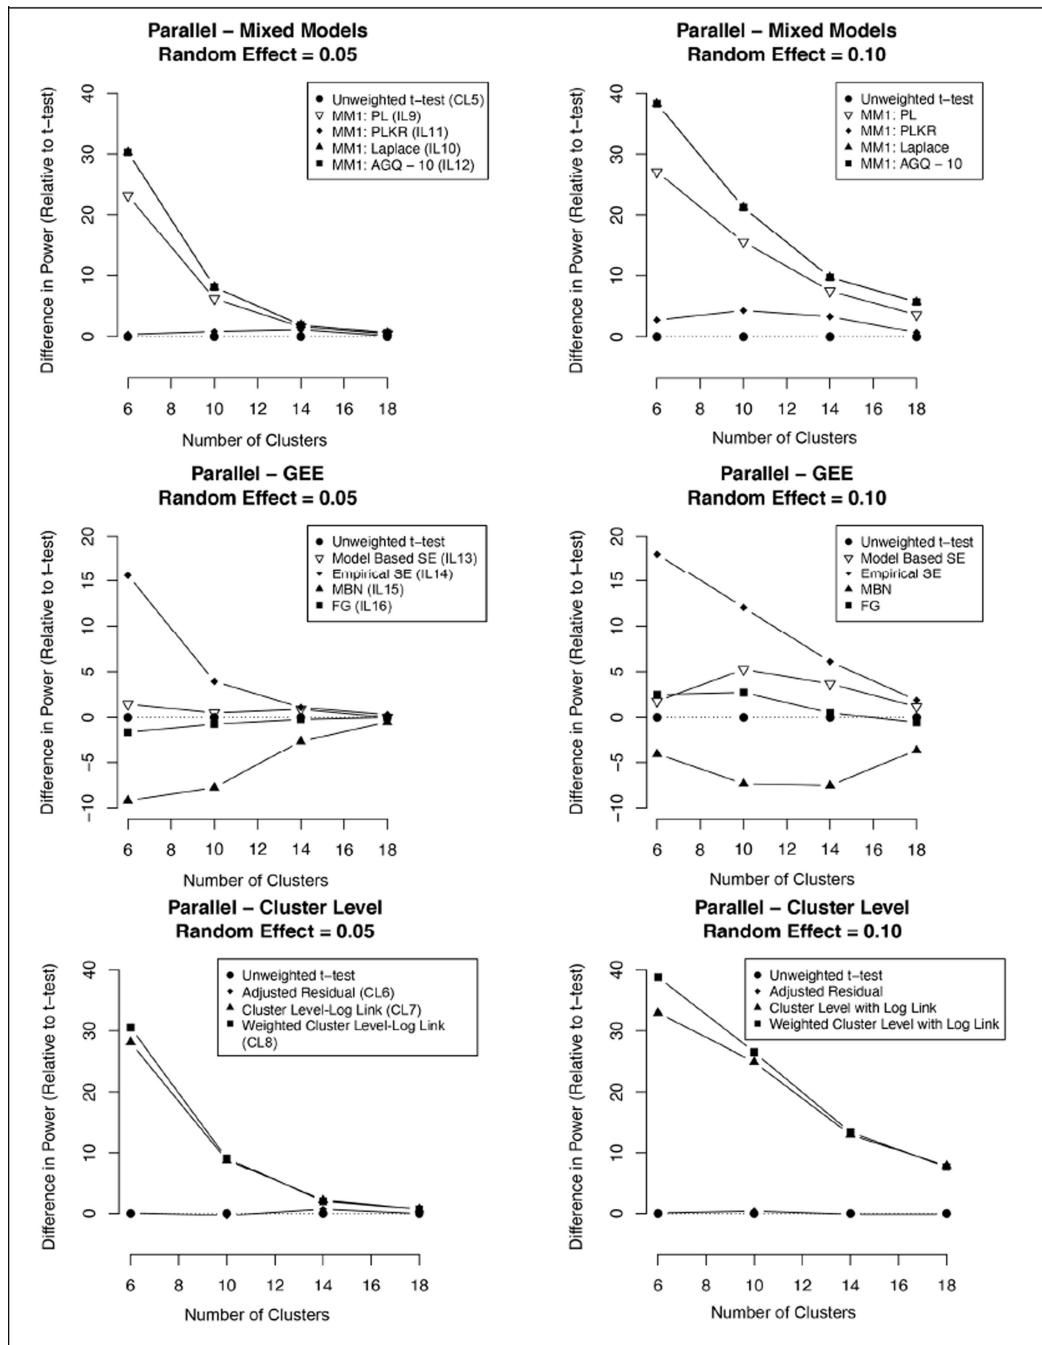 Parallel – Mixed Models
Random Effect = 0.05
Difference in Power (Relative to t−test)
40
30
20
10
0
Unweighted t−test (CL5)
MM1: PL (IL9)
MM1: PLKR (IL11)
MM1: Laplace (IL10)
MM1: AGQ − 10 (IL12)
6 8 10 12 14 16 18
Number of Clusters
Parallel – Mixed Models
Random Effect = 0.10
Difference in Power (Relative to t−test)
40
30
20
10
0
Unweighted t−test
MM1: PL
MM1: PLKR
MM1: Laplace
MM1: AGQ − 10
6 8 10 12 14 16 18
Number of Clusters
Parallel – GEE
Random Effect = 0.05
Difference in Power (Relative to t−test)
20
15
10
5
0
−5
−10
Unweighted t−test
Model Based SE (IL13)
Empirical SE (IL14)
MBN (IL15)
FG (IL16)
6 8 10 12 14 16 18
Number of Clusters
Parallel – GEE
Random Effect = 0.10
Difference in Power (Relative to t−test)
20
15
10
5
0
−5
−10
Unweighted t−test
Model Based SE
Empirical SE
MBN
FG
6 8 10 12 14 16 18
Number of Clusters
Parallel – Cluster Level
Random Effect = 0.05
Difference in Power (Relative to t−test)
40
30
20
10
0
Unweighted t−test
Adjusted Residual (CL6)
Cluster Level-Log Link (CL7)
Weighted Cluster Level-Log Link
(CL8)
6 8 10 12 14 16 18
Number of Clusters
Parallel – Cluster Level
Random Effect = 0.10
Difference in Power (Relative to t−test)
40
30
20
10
0
Unweighted t−test
Adjusted Residual
Cluster Level with Log Link
Weighted Cluster Level with Log Link
6 8 10 12 14 16 18
Number of Clusters